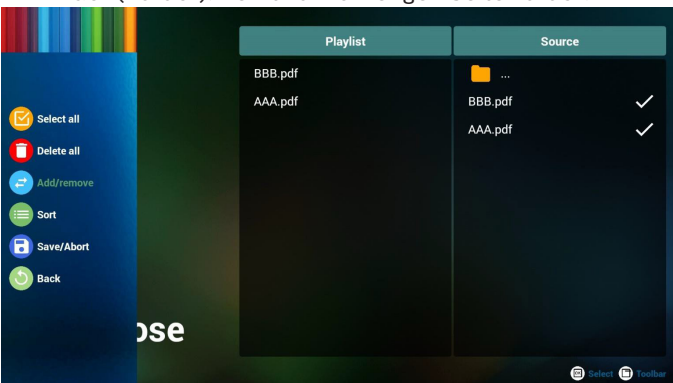 Playlist
Source
BBB.pdf
AAA.pdf
...
BBB.pdf
AAA.pdf
Select all
Delete all
Add/remove
Sort
Save/Abort
Back
ose
Select
Toolbar